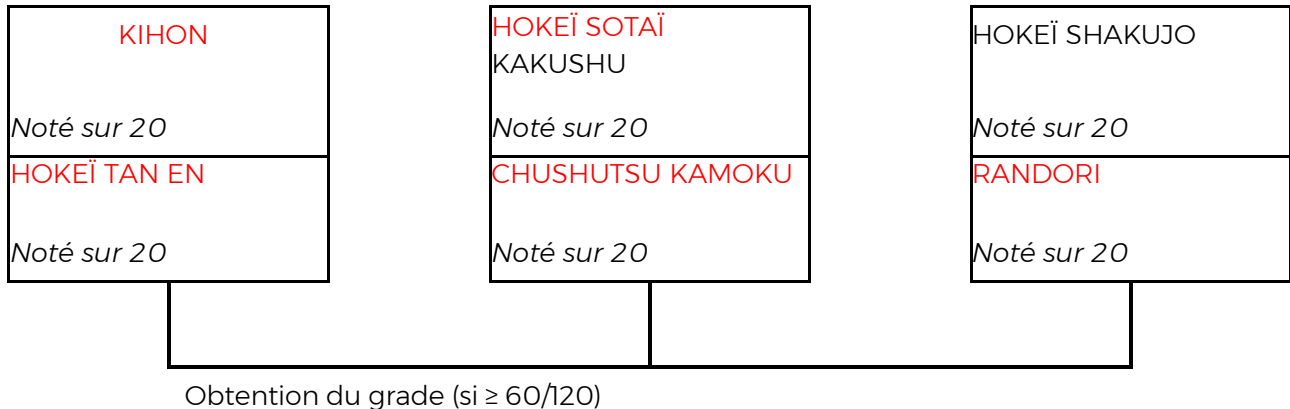 KIHON
Noté sur 20
HOKEÏ TAN EN
Noté sur 20
HOKEÏ SOTAÏ
KAKUSHU
Noté sur 20
CHUSHUTSU KAMOKU
Noté sur 20
HOKEÏ SHAKUJO
Noté sur 20
RANDORI
Noté sur 20
Obtention du grade (si ≥ 60/120)